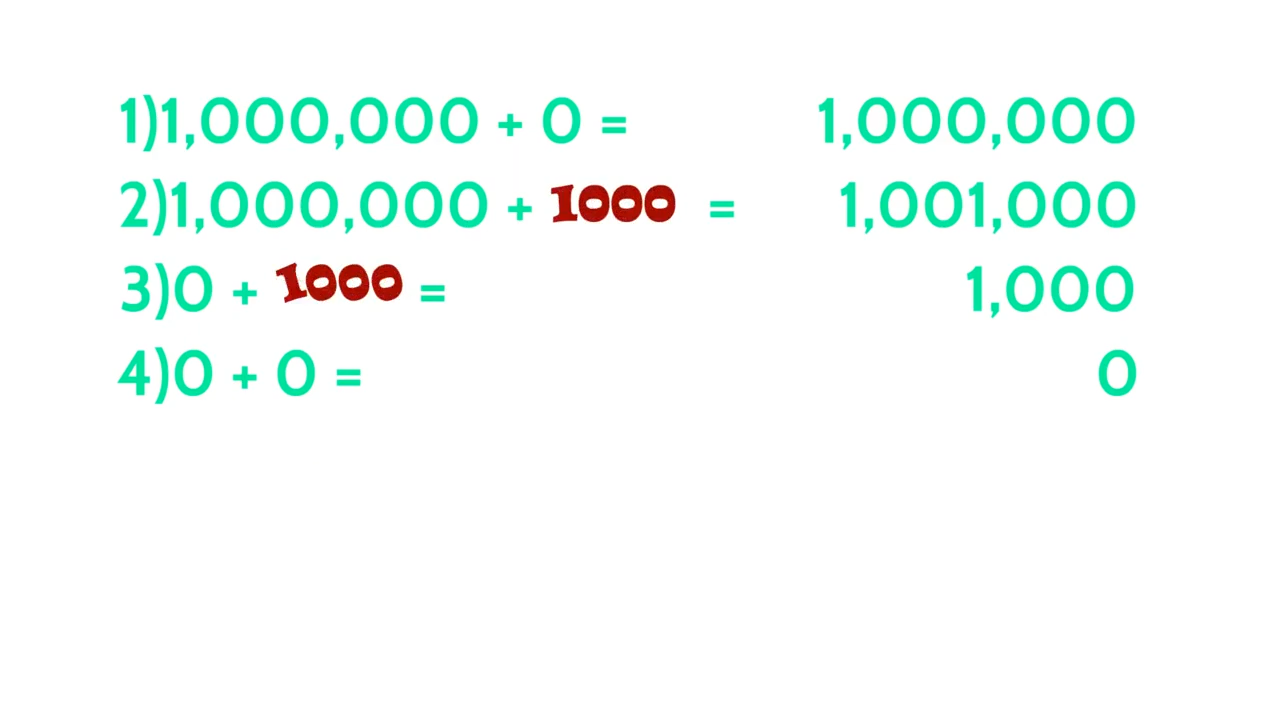 1)1,000,000 + 0 = 1,000,000
2)1,000,000 + 1000 = 1,001,000
3)0 + 1000 = 1,000
4)0 + 0 = 0